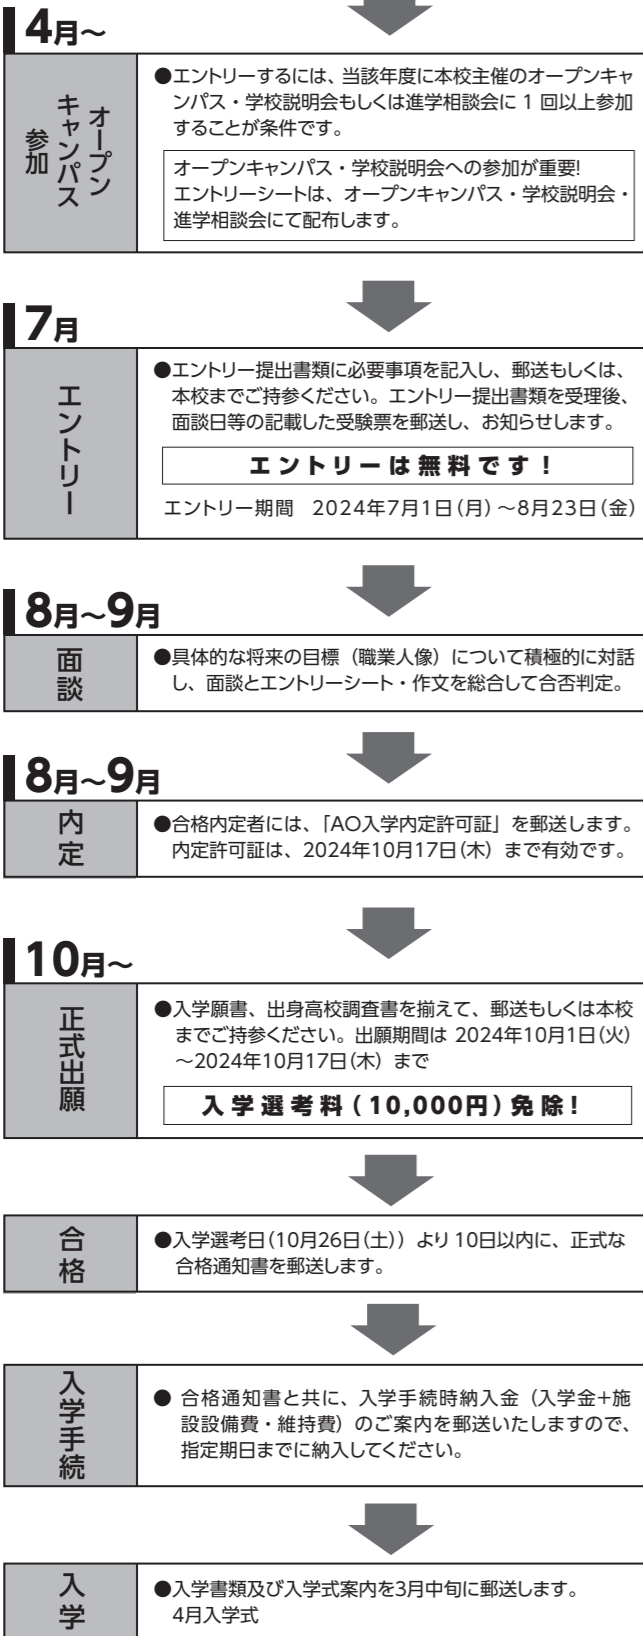 4月～
オープン
キャンパス
参加
●エントリーするには、当該年度に本校主催のオープンキャ
ンパス・学校説明会もしくは進学相談会に 1 回以上参加
することが条件です。
オープンキャンパス・学校説明会への参加が重要!
エントリーシートは、オープンキャンパス・学校説明会・
進学相談会にて配布します。
7月
エントリー
●エントリー提出書類に必要事項を記入し、郵送もしくは、
本校までご持参ください。エントリー提出書類を受理後、
面談日等の記載した受験票を郵送し、お知らせします。
エントリーは無料です！
エントリー期間　2024年7月1日(月)～8月23日(金)
8月～9月
面談
●具体的な将来の目標（職業人像）について積極的に対話
し、面談とエントリーシート・作文を総合して合否判定。
8月～9月
内定
●合格内定者には、「AO入学内定許可証」を郵送します。
内定許可証は、2024年10月17日(木) まで有効です。
10月～
正式出願
●入学願書、出身高校調査書を揃えて、郵送もしくは本校
までご持参ください。出願期間は 2024年10月1日(火)
～2024年10月17日(木) まで
入学選考料（10,000円）免除!
合格
●入学選考日(10月26日(土)) より 10日以内に、正式な
合格通知書を郵送します。
入学手続
● 合格通知書と共に、入学手続時納入金（入学金+施
設設備費・維持費）のご案内を郵送いたしますので、
指定期日までに納入してください。
入学
●入学書類及び入学式案内を3月中旬に郵送します。
4月入学式